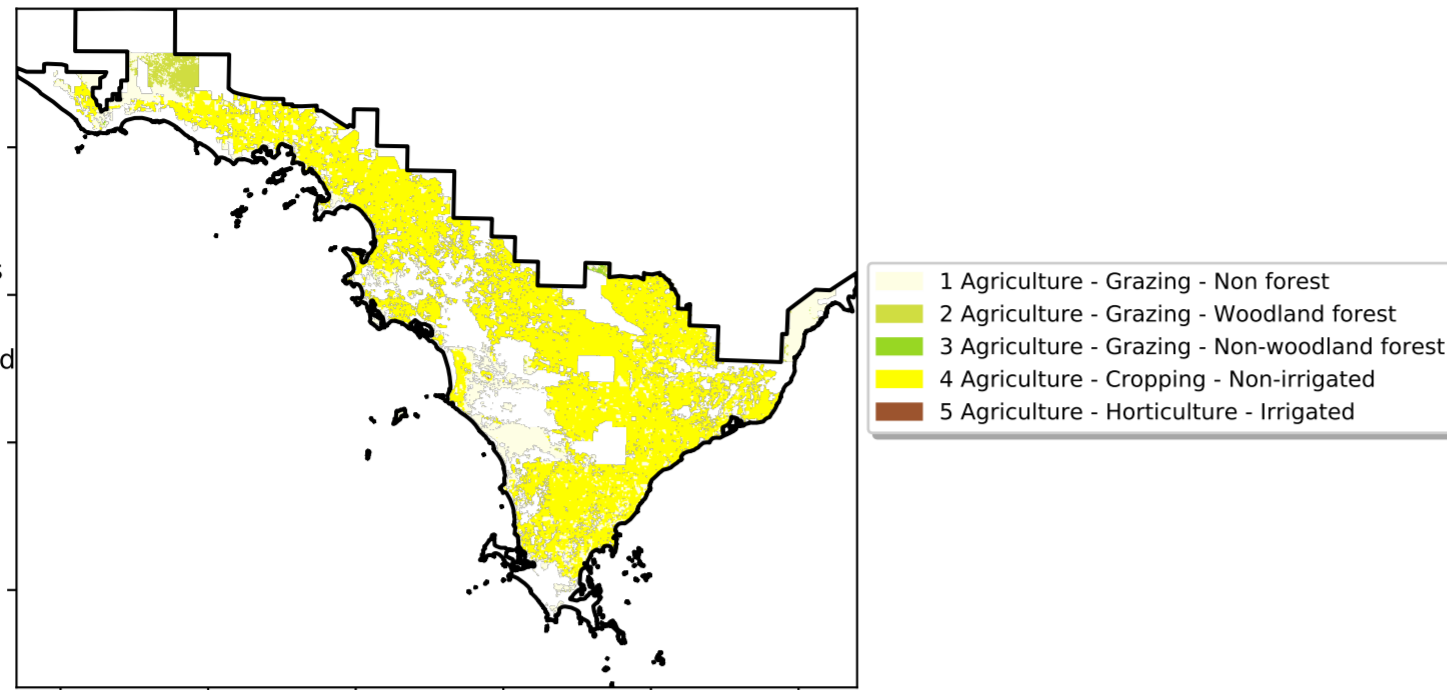 s
1 Agriculture - Grazing - Non forest
2 Agriculture - Grazing - Woodland forest
3 Agriculture - Grazing - Non-woodland forest
d
4 Agriculture - Cropping - Non-irrigated
5 Agriculture - Horticulture - Irrigated